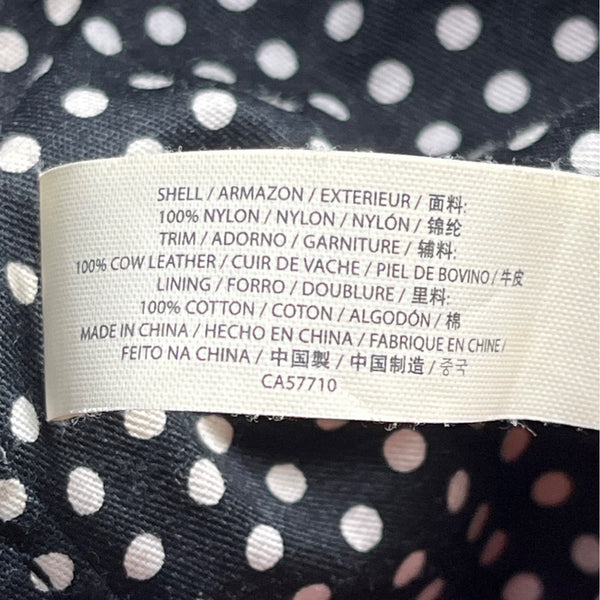 SHELL / ARMAZON / EXTERIEUR / 面料:
100% NYLON / NYLON / NYLÓN / 锦纶
TRIM / ADORNO / GARNITURE / 辅料:
100% COW LEATHER / CUIR DE VACHE / PIEL DE BOVINO / 牛皮
LINING / FORRO / DOUBLURE / 里料:
100% COTTON / COTON / ALGODÓN / 棉
MADE IN CHINA / HECHO EN CHINA / FABRIQUE EN CHINE /
FEITO NA CHINA / 中国製 / 中国制造 / 중국
CA57710